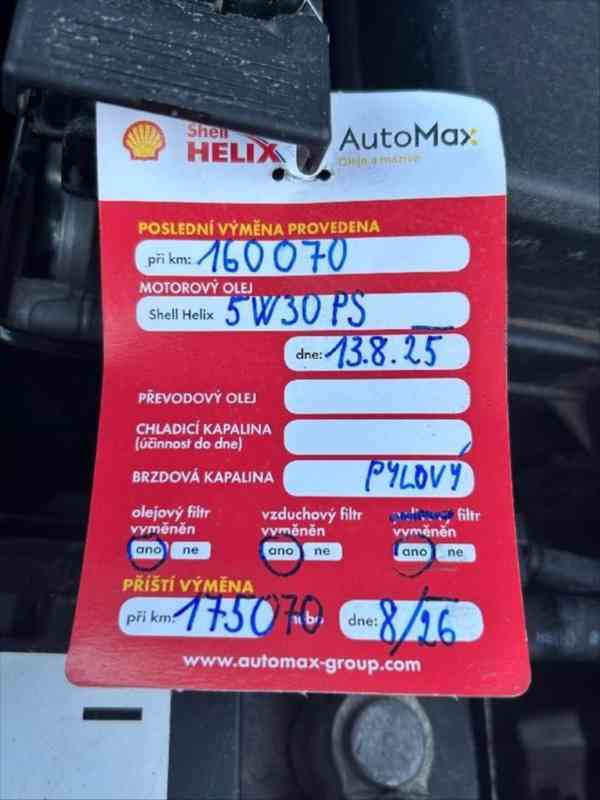 Shell
HELIX
AutoMax
Oleje a maziva
POSLEDNÍ VÝMĚNA PROVEDENA
při km: 160070
MOTOROVÝ OLEJ
Shell Helix 5W30 PS
dne: 13.8.25
PŘEVODOVÝ OLEJ
CHLADICÍ KAPALINA
(účinnost do dne)
BRZDOVÁ KAPALINA
PYLOVÝ
olejový filtr vzduchový filtr filtr
vyměněn vyměněn vyměněn
ano ne ano ne ano ne
PŘÍŠTÍ VÝMĚNA
při km: 175070 nebo dne: 8/26
www.automax-group.com